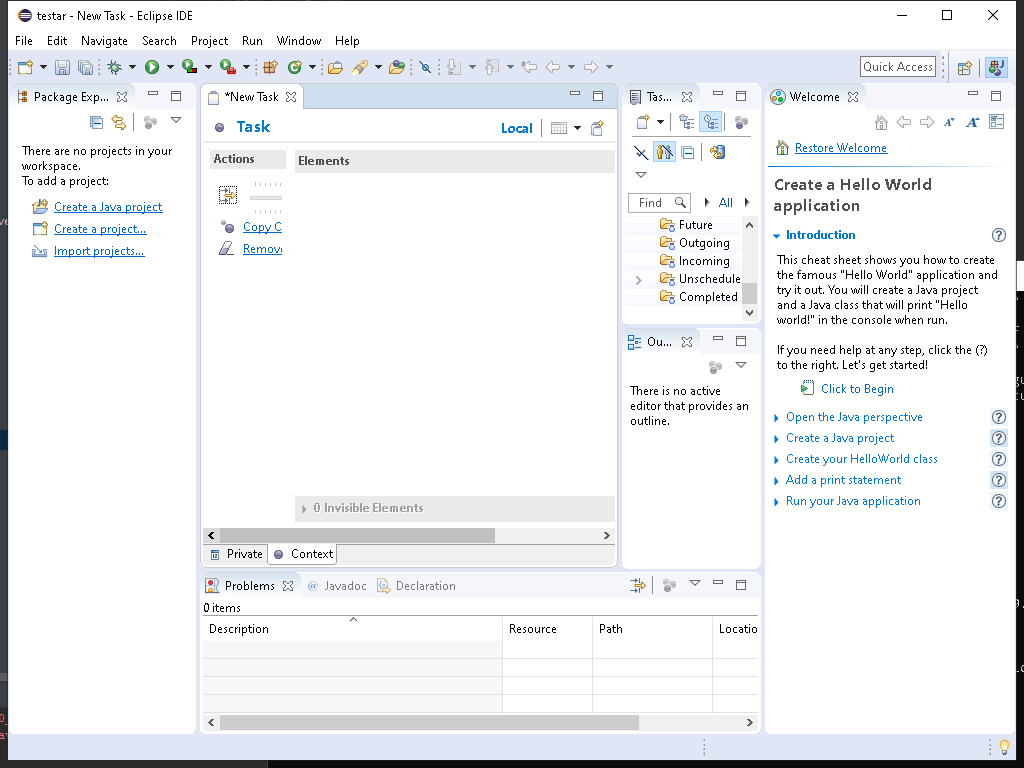 testar - New Task - Eclipse IDE
File Edit Navigate Search Project Run Window Help
Quick Access
Package Exp...
There are no projects in your
workspace.
To add a project:
Create a Java project
Create a project...
Import projects...
*New Task
Task
Local
Actions
Elements
Copy C
Remove
0 Invisible Elements
Private
Context
Tas...
Find
All
Future
Outgoing
Incoming
Unschedule
Completed
Ou...
There is no active
editor that provides an
outline.
Welcome
Restore Welcome
Create a Hello World
application
Introduction
This cheat sheet shows you how to create
the famous "Hello World" application and
try it out. You will create a Java project
and a Java class that will print "Hello
world!" in the console when run.
If you need help at any step, click the (?)
to the right. Let's get started!
Click to Begin
Open the Java perspective
Create a Java project
Create your HelloWorld class
Add a print statement
Run your Java application
Problems
@ Javadoc
Declaration
0 items
Description Resource Path Locatio